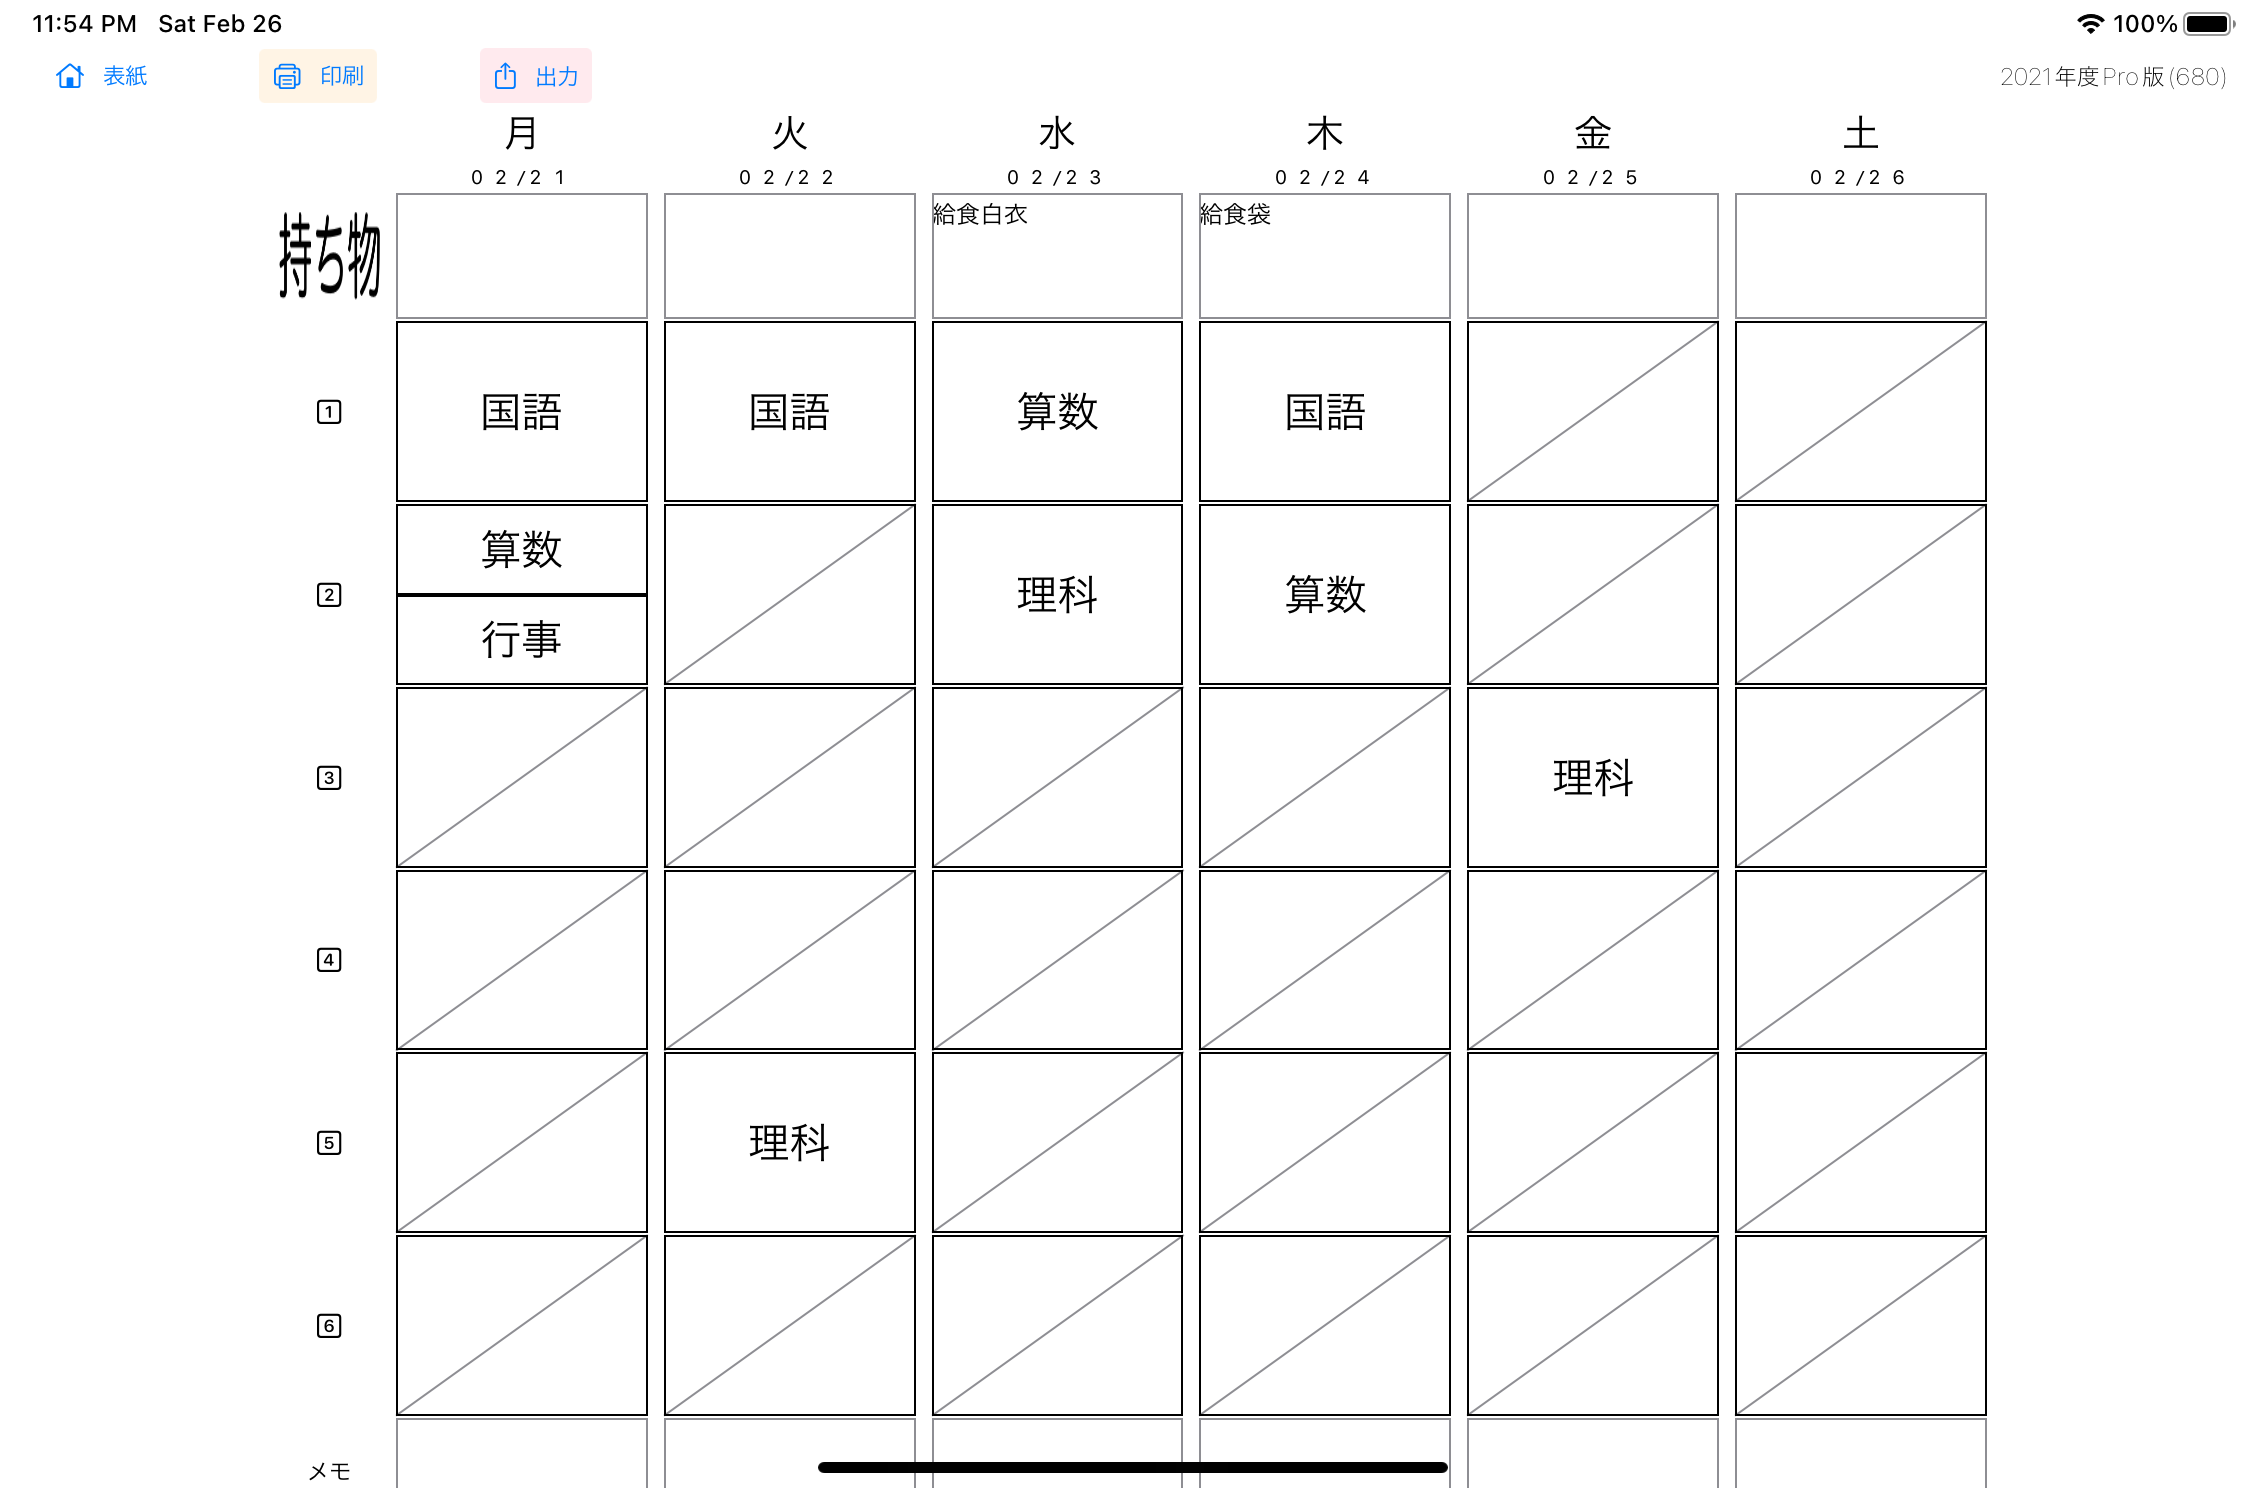 11:54 PM Sat Feb 26 100%
表紙 印刷 出力 2021年度Pro版(680)
月 火 水 木 金 土
02/21 02/22 02/23 02/24 02/25 02/26
持ち物 給食白衣 給食袋
1 国語 国語 算数 国語
算数
2 理科 算数
行事
3 理科
4
5 理科
6
メモ